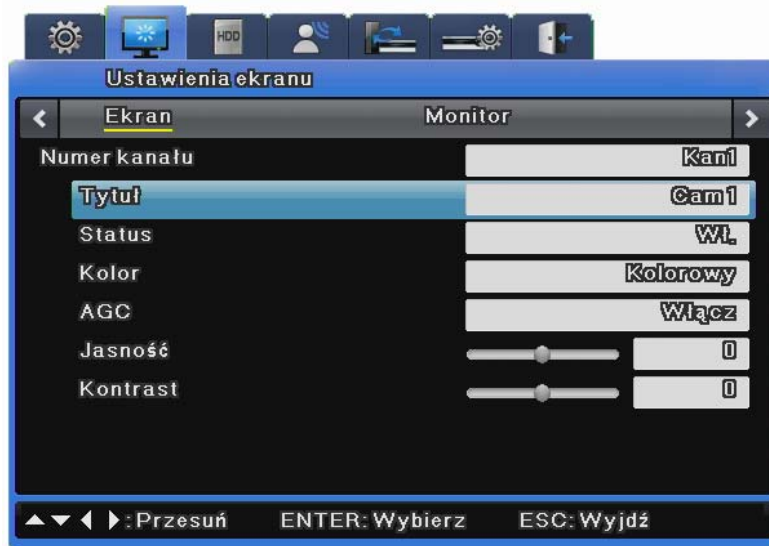 HDD
Ustawienia ekranu
Ekran Monitor
Numer kanału Kan1
Tytuł Cam1
Status Wł.
Kolor Kolorowy
AGC Włącz
Jasność 0
Kontrast 0
:Przesuń ENTER:Wybierz ESC:Wyjdź